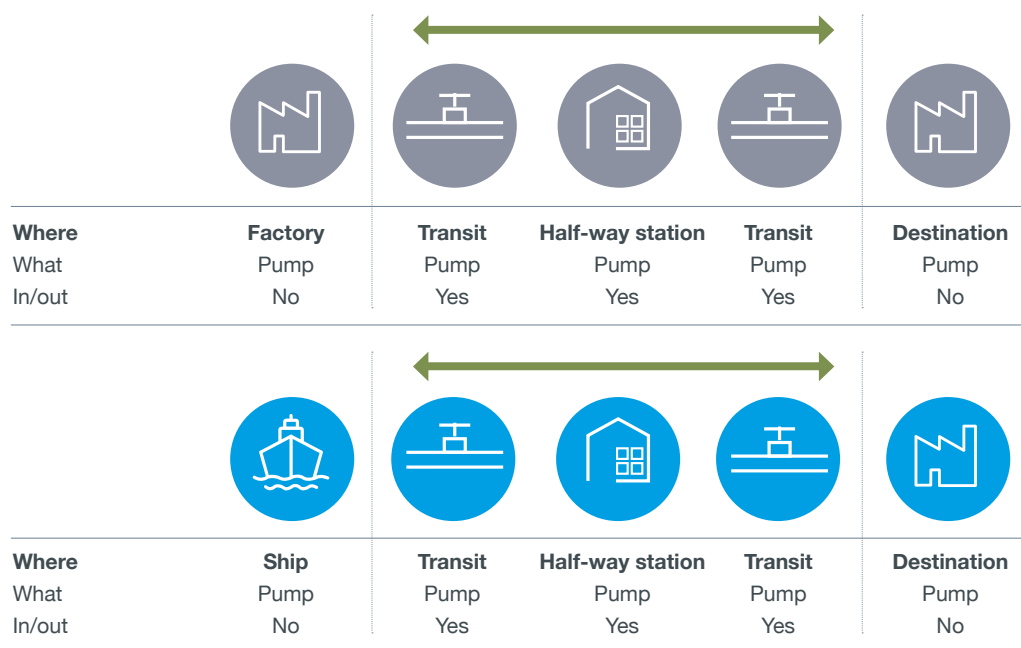 Where Factory Transit Half-way station Transit Destination
What Pump Pump Pump Pump Pump
In/out No Yes Yes Yes No
Where Ship Transit Half-way station Transit Destination
What Pump Pump Pump Pump Pump
In/out No Yes Yes Yes No